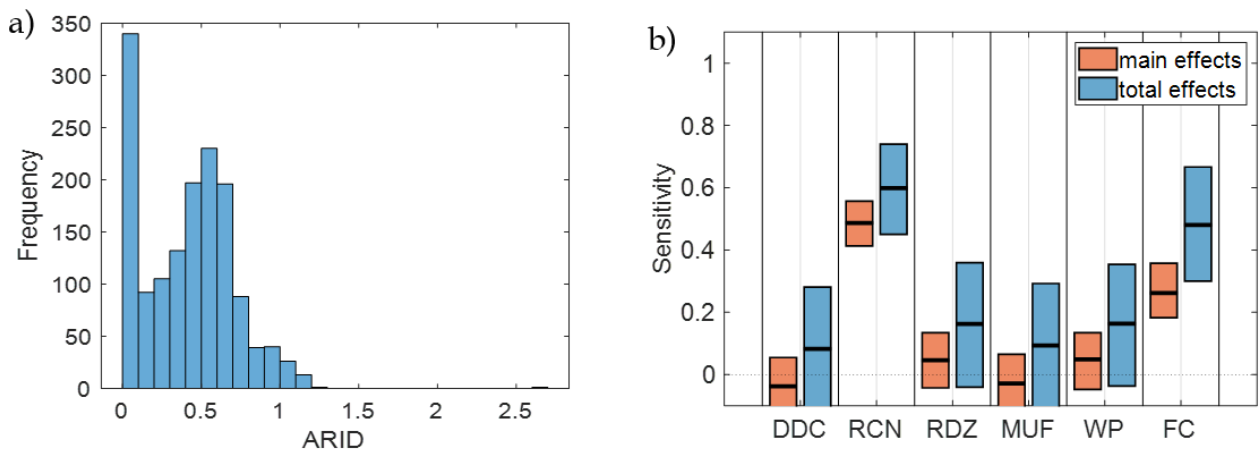 a)
350
300
250
200
150
100
50
0
Frequency
0 0.5 1 1.5 2 2.5
ARID
b)
1
0.8
0.6
0.4
0.2
0
Sensitivity
main effects
total effects
DDC RCN RDZ MUF WP FC